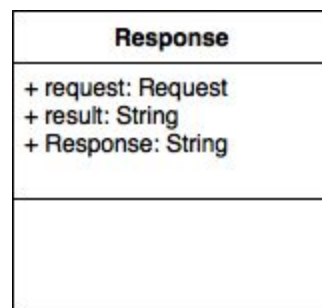 Response
+ request: Request
+ result: String
+ Response: String